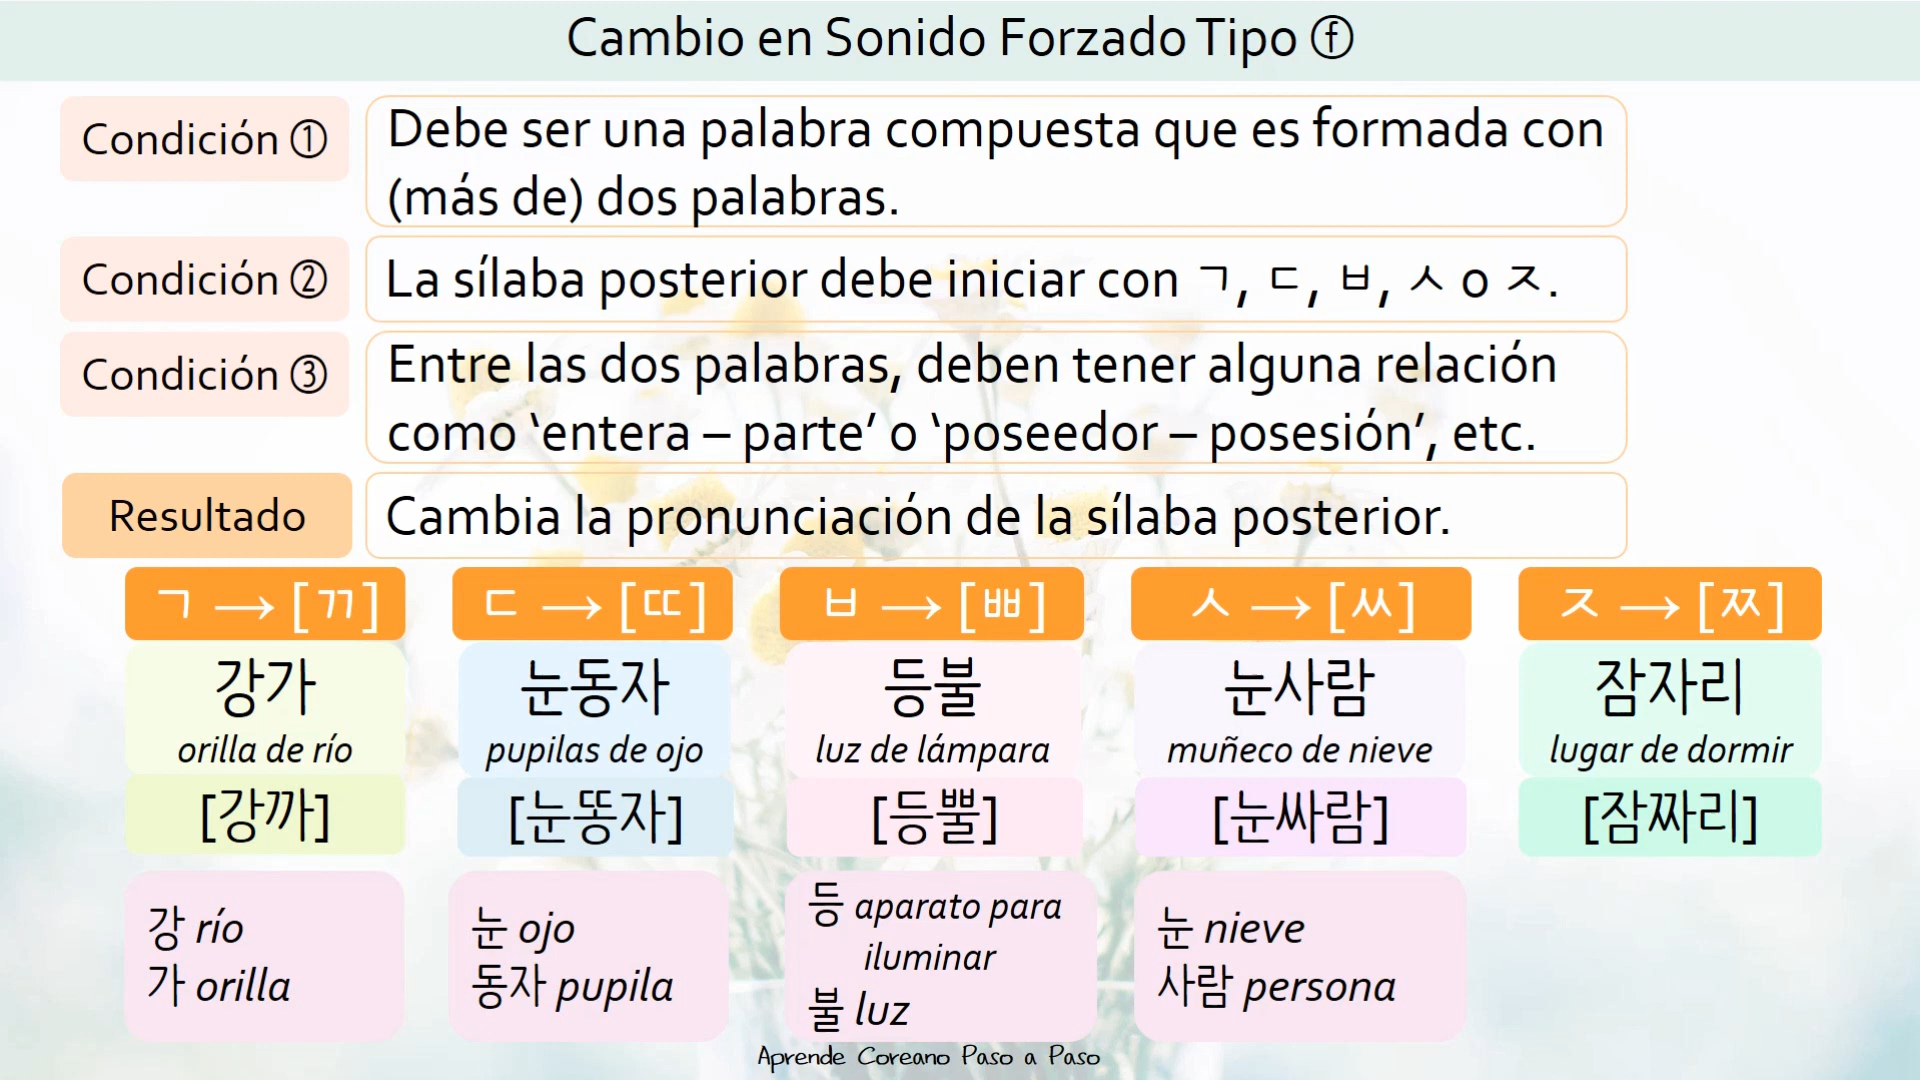 Cambio en Sonido Forzado Tipo ⓕ
Condición ①
Debe ser una palabra compuesta que es formada con
(más de) dos palabras.
Condición ②
La sílaba posterior debe iniciar con ㄱ, ㄷ, ㅂ, ㅅ o ㅈ.
Condición ③
Entre las dos palabras, deben tener alguna relación
como ‘entera – parte’ o ‘poseedor – posesión’, etc.
Resultado
Cambia la pronunciación de la sílaba posterior.
ㄱ → [ㄲ]
강가
orilla de río
[강까]
강 río
가 orilla
ㄷ → [ㄸ]
눈동자
pupilas de ojo
[눈똥자]
눈 ojo
동자 pupila
ㅂ → [ㅃ]
등불
luz de lámpara
[등뿔]
등 aparato para
iluminar
불 luz
ㅅ → [ㅆ]
눈사람
muñeco de nieve
[눈싸람]
눈 nieve
사람 persona
ㅈ → [ㅉ]
잠자리
lugar de dormir
[잠짜리]
Aprende Coreano Paso a Paso